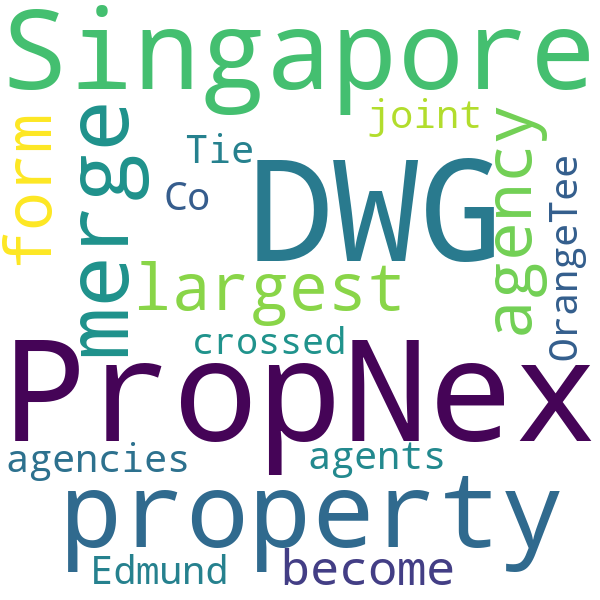 Singapore
joint
form
merge
Tie
Co
DWG
agency
OrangeTee
largest
crossed
PropNex
agencies
agents
property
Edmund
become